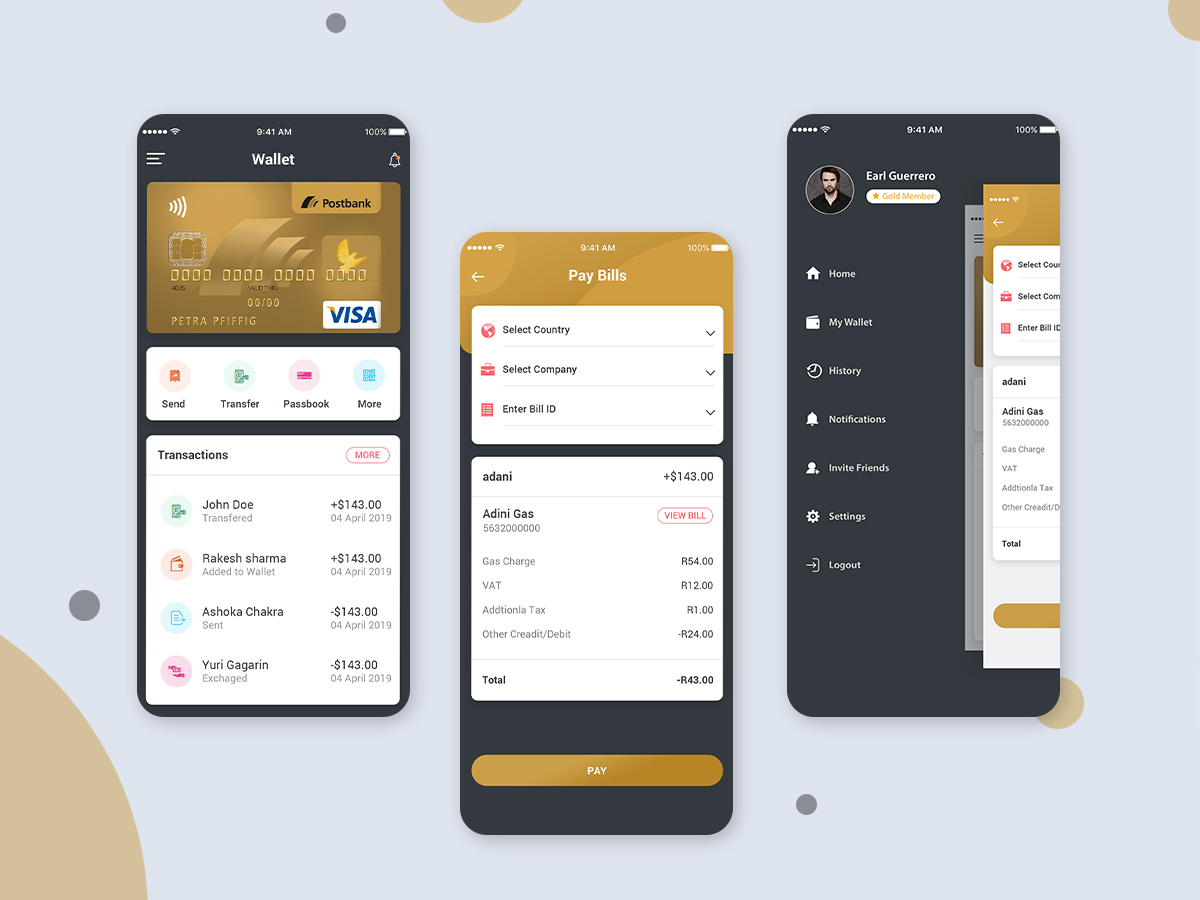 9:41 AM
100%
Wallet
Postbank
0000 0000 0000 0000
4035
VALID THRU
00/00
PETRA PFIFFIG
VISA
Send
Transfer
Passbook
More
Transactions
MORE
John Doe
+$143.00
Transfered
04 April 2019
Rakesh sharma
+$143.00
Added to Wallet
04 April 2019
Ashoka Chakra
-$143.00
Sent
04 April 2019
Yuri Gagarin
-$143.00
Exchaged
04 April 2019
9:41 AM
100%
Pay Bills
Select Country
Select Company
Enter Bill ID
adani
+$143.00
Adini Gas
VIEW BILL
5632000000
Gas Charge
R54.00
VAT
R12.00
Addtionla Tax
R1.00
Other Creadit/Debit
-R24.00
Total
-R43.00
PAY
9:41 AM
100%
Earl Guerrero
Gold Member
Home
My Wallet
History
Notifications
Invite Friends
Settings
Logout
Select Cour
Select Com
Enter Bill ID
adani
Adini Gas
5632000000
Gas Charge
VAT
Addtionla Tax
Other Creadit/D
Total